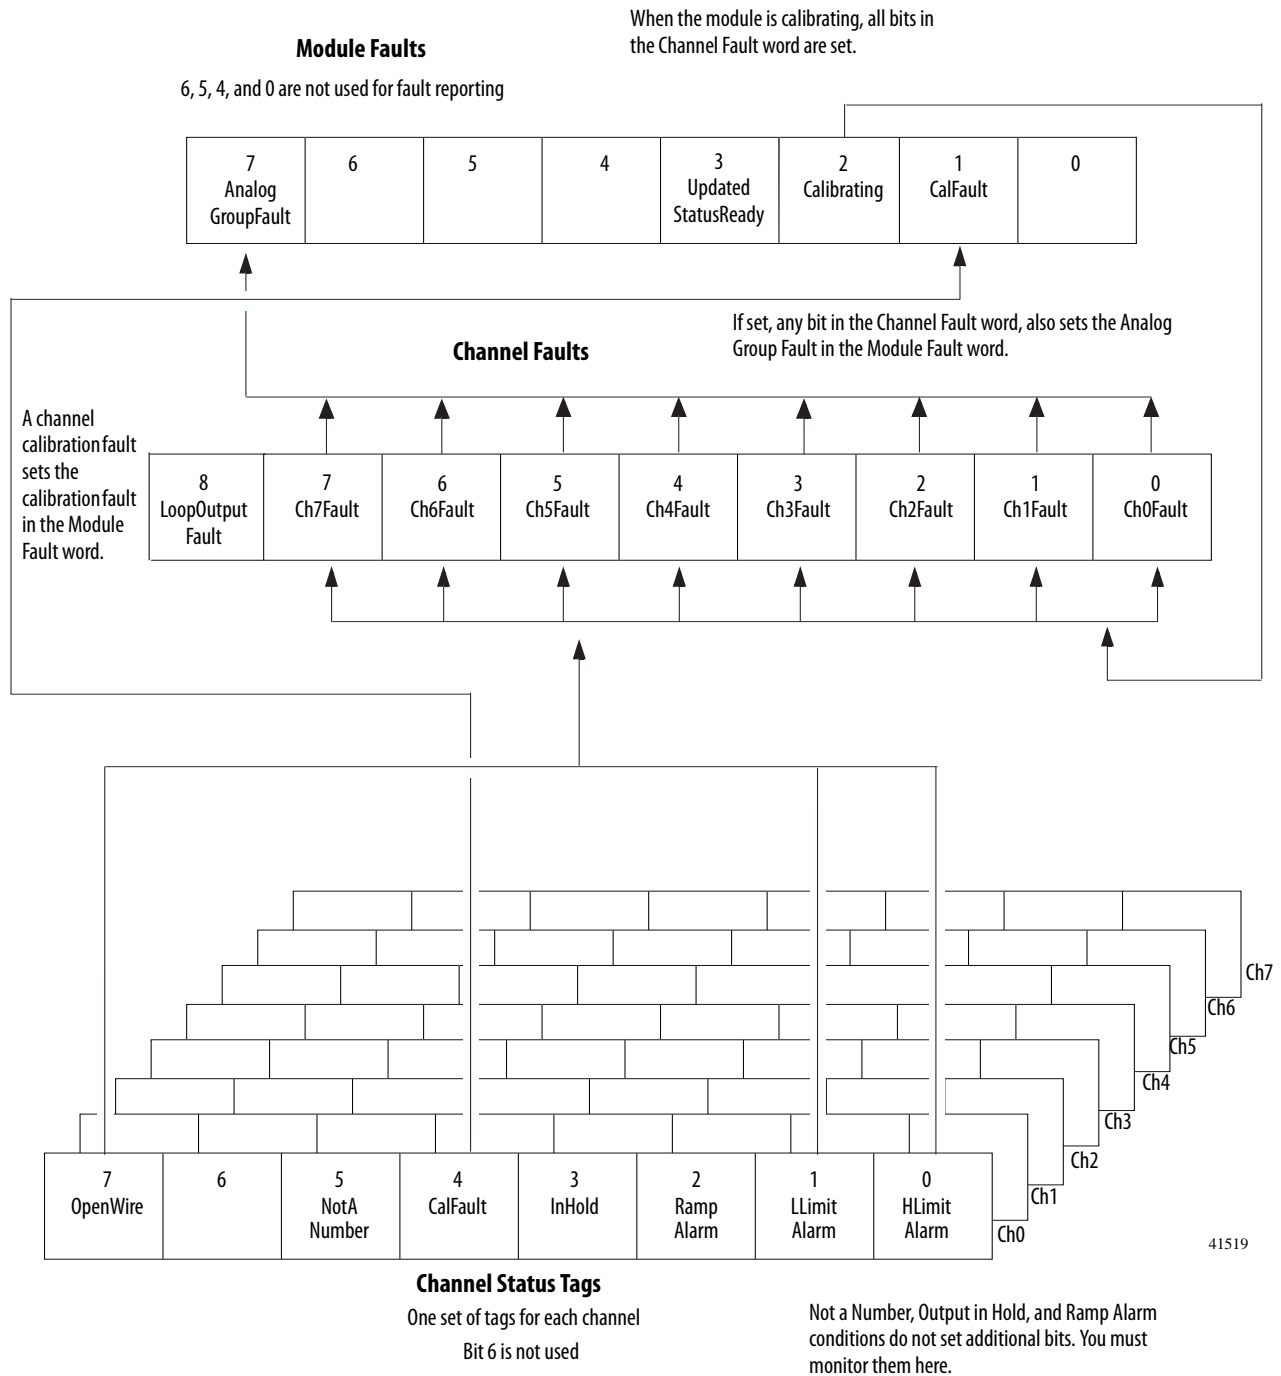 When the module is calibrating, all bits in
the Channel Fault word are set.
Module Faults
6, 5, 4, and 0 are not used for fault reporting
7
Analog
GroupFault
6
5
4
3
Updated
StatusReady
2
Calibrating
1
CalFault
0
If set, any bit in the Channel Fault word, also sets the Analog
Group Fault in the Module Fault word.
Channel Faults
A channel
calibration fault
sets the
calibration fault
in the Module
Fault word.
8
LoopOutput
Fault
7
Ch7Fault
6
Ch6Fault
5
Ch5Fault
4
Ch4Fault
3
Ch3Fault
2
Ch2Fault
1
Ch1Fault
0
Ch0Fault
Ch7
Ch6
Ch5
Ch4
Ch3
Ch2
Ch1
Ch0
7
OpenWire
6
5
NotA
Number
4
CalFault
3
InHold
2
Ramp
Alarm
1
LLimit
Alarm
0
HLimit
Alarm
41519
Channel Status Tags
One set of tags for each channel
Bit 6 is not used
Not a Number, Output in Hold, and Ramp Alarm
conditions do not set additional bits. You must
monitor them here.